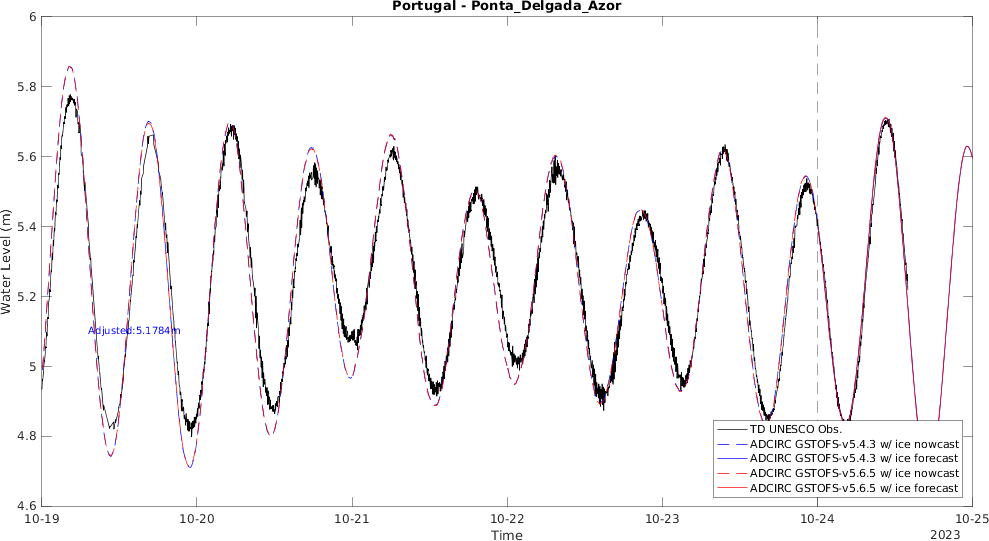 Portugal - Ponta_Delgada_Azor
6
5.8
5.6
5.4
5.2
5
4.8
4.6
Water Level (m)
Adjusted:5.1784m
TD UNESCO Obs.
ADCIRC GSTOFS-v5.4.3 w/ ice nowcast
ADCIRC GSTOFS-v5.4.3 w/ ice forecast
ADCIRC GSTOFS-v5.6.5 w/ ice nowcast
ADCIRC GSTOFS-v5.6.5 w/ ice forecast
10-19 10-20 10-21 10-22 10-23 10-24 10-25
Time
2023